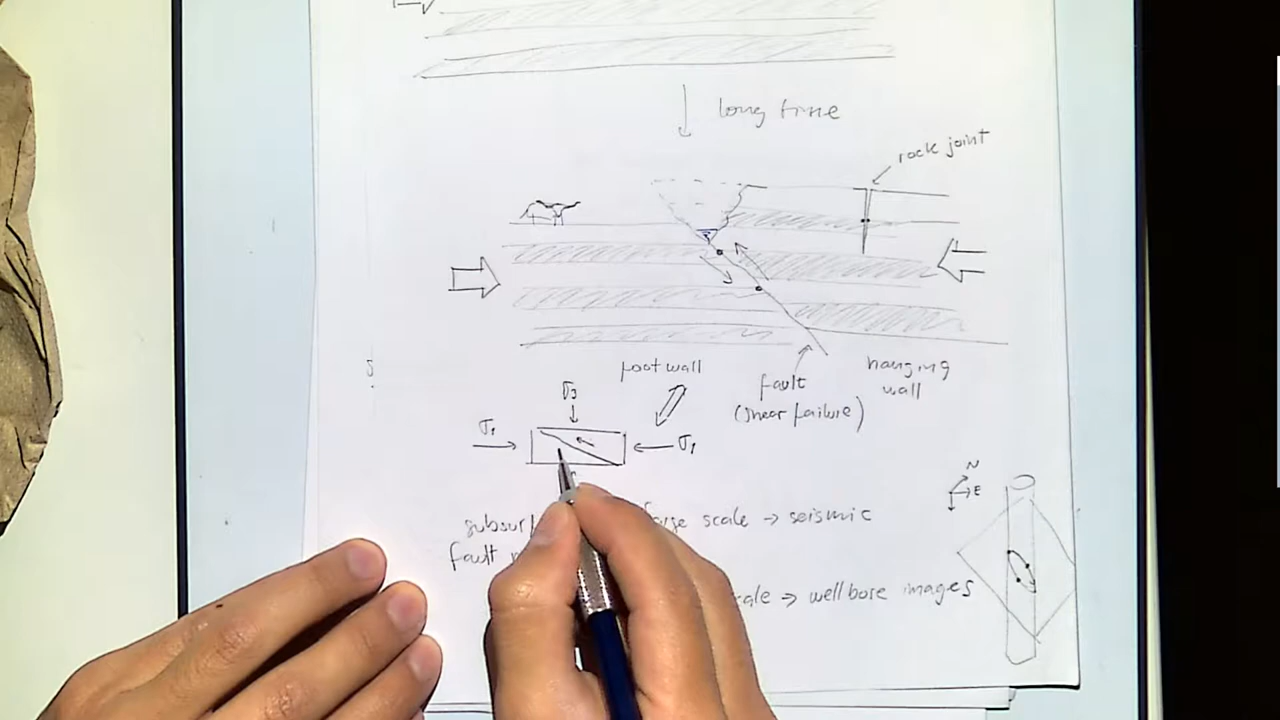 long time
rock joint
foot wall
fault
(shear failure)
hanging
wall
σ3
σ1
σ1
N
E
scale → seismic
fault
scale → wellbore images